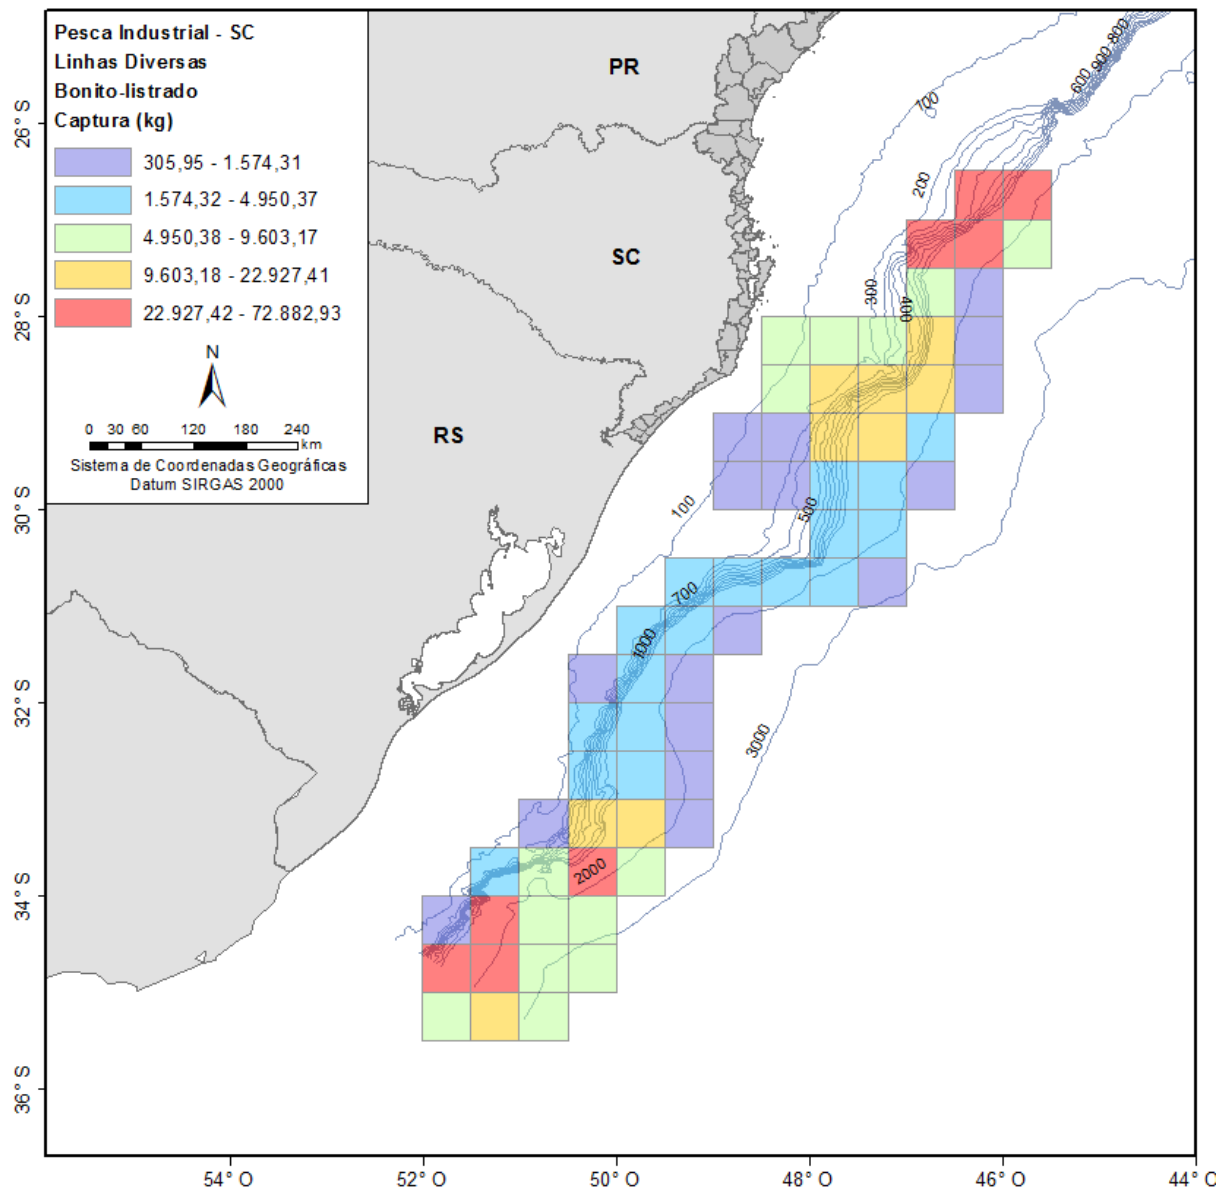 Pesca Industrial - SC
Linhas Diversas
Bonito-listrado
Captura (kg)
305,95 - 1.574,31
1.574,32 - 4.950,37
4.950,38 - 9.603,17
9.603,18 - 22.927,41
22.927,42 - 72.882,93
N
0 30 60 120 180 240
km
Sistema de Coordenadas Geográficas
Datum SIRGAS 2000
PR
SC
RS
800
900
600
700
200
300
400
100
500
700
1000
3000
2000
26° S
28° S
30° S
32° S
34° S
36° S
54° O
52° O
50° O
48° O
46° O
44° O